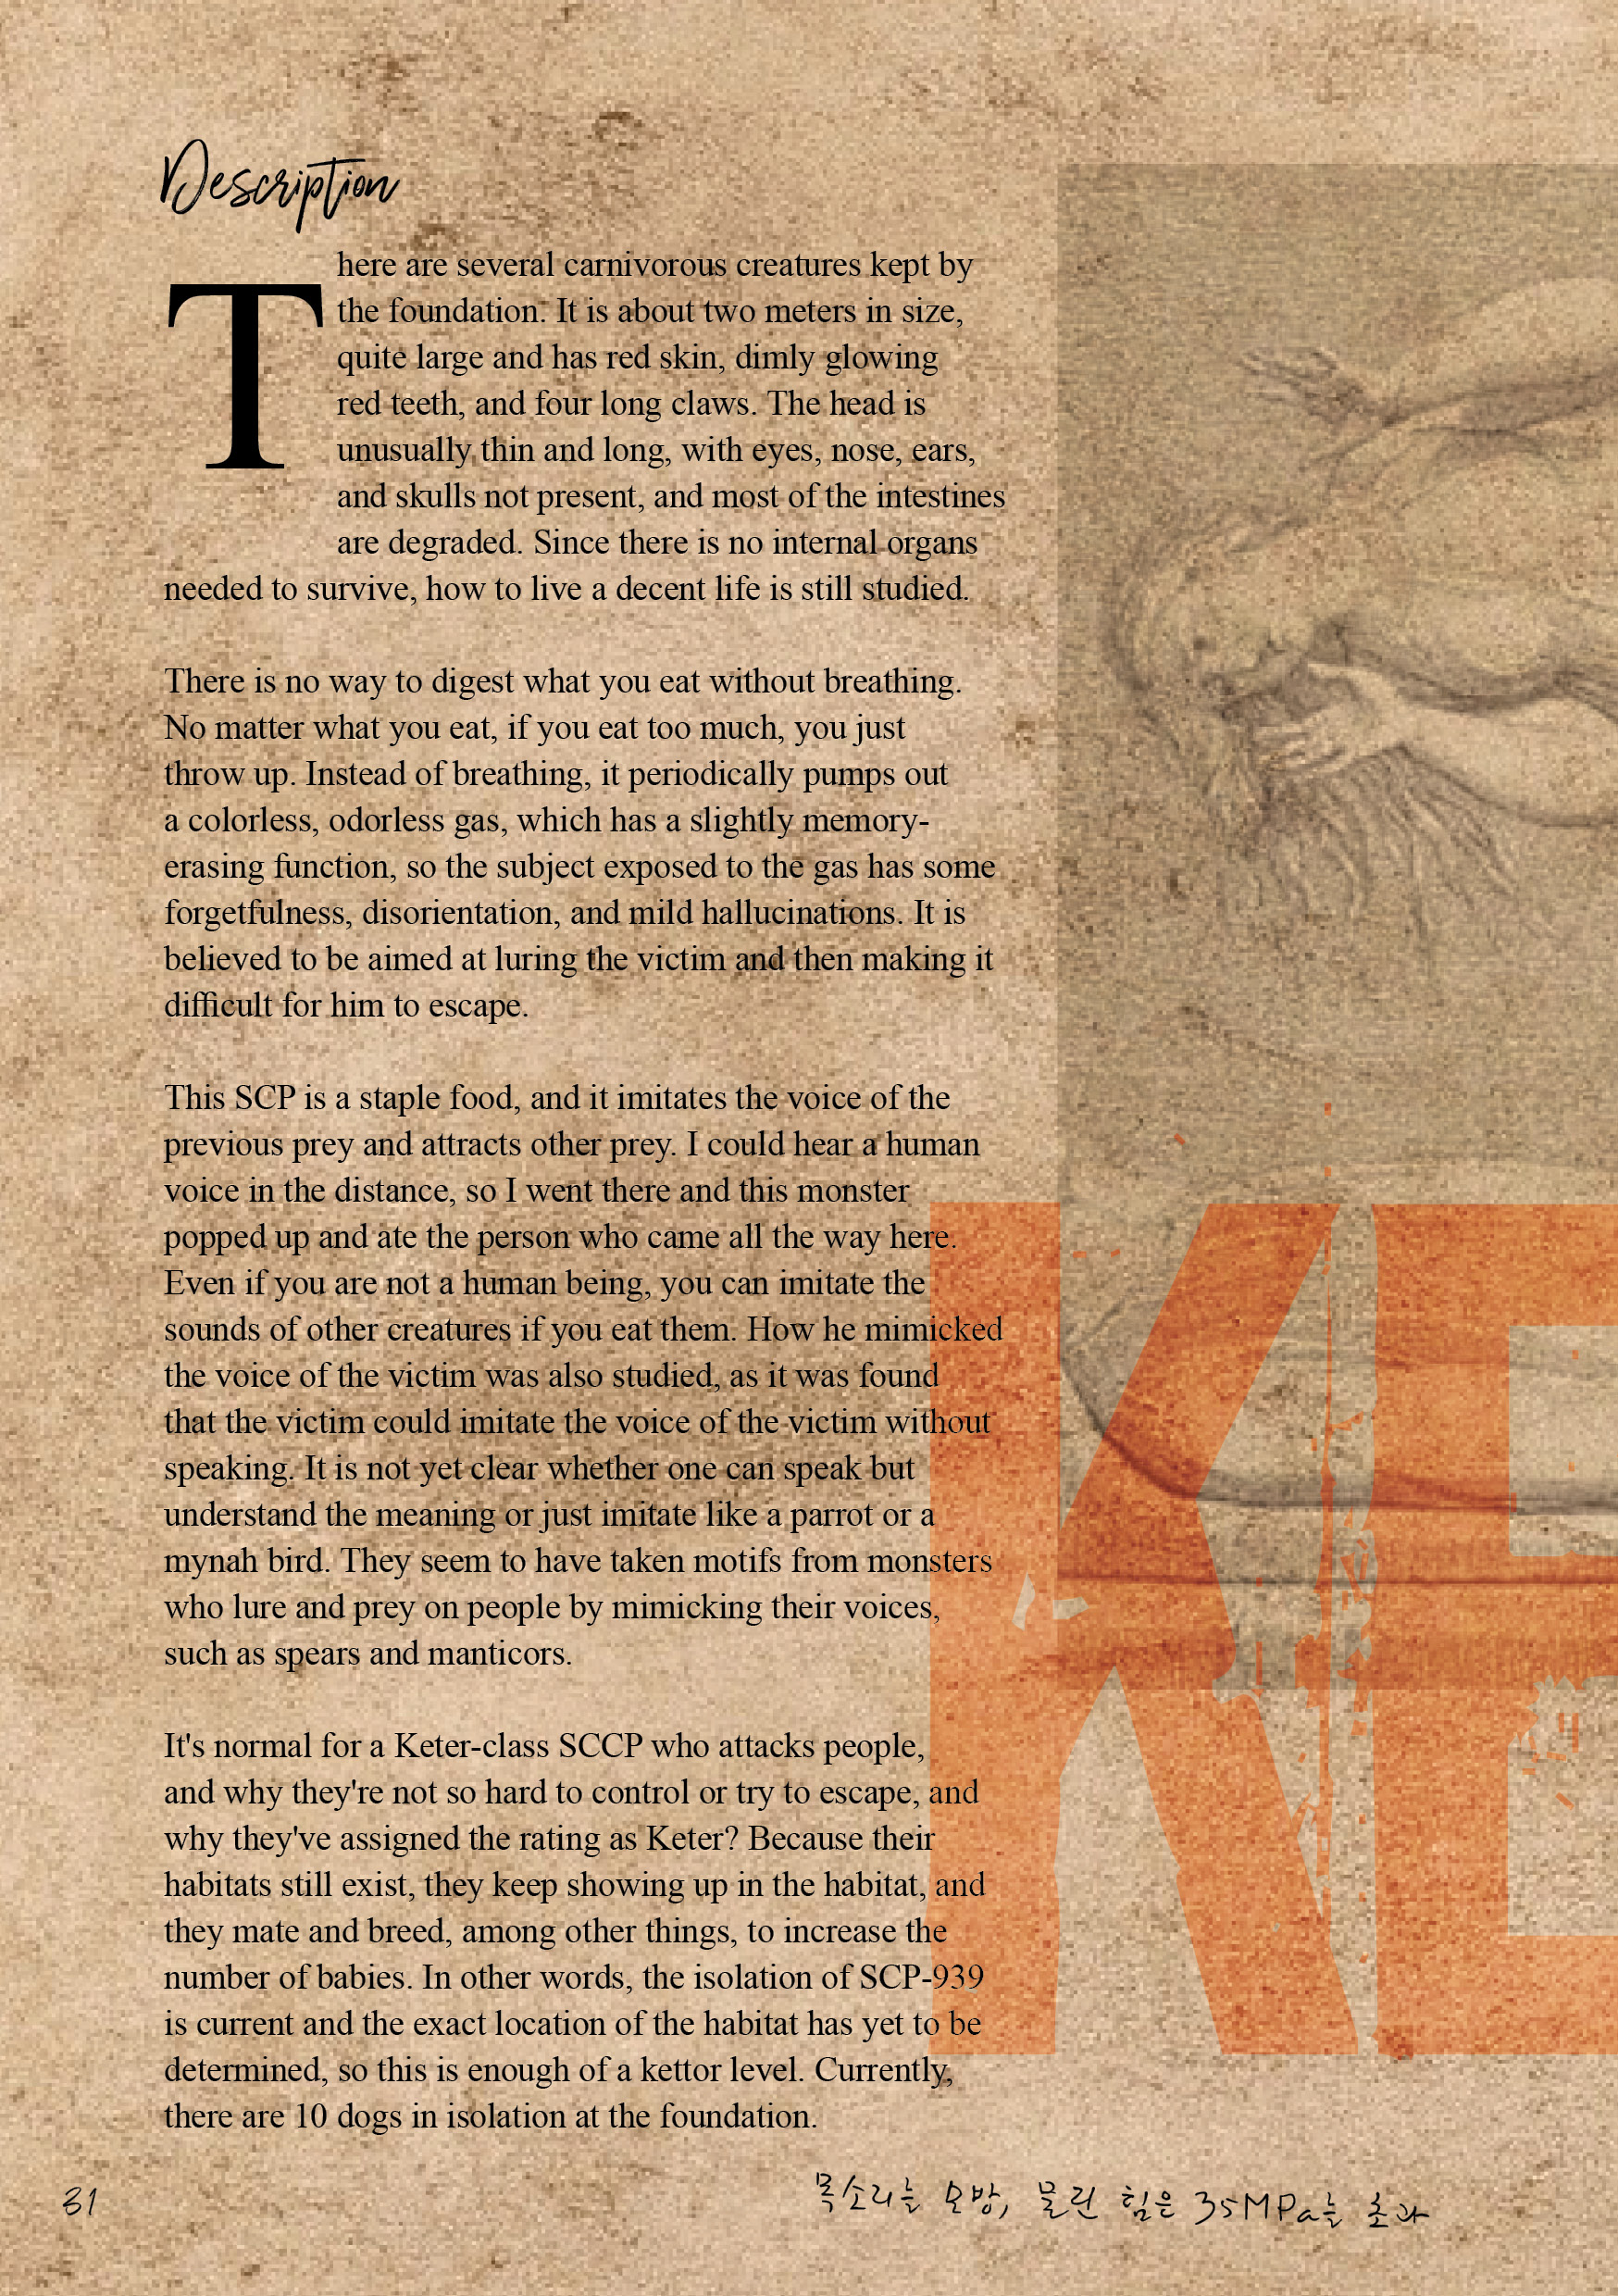 Description
There are several carnivorous creatures kept by
the foundation. It is about two meters in size,
quite large and has red skin, dimly glowing
red teeth, and four long claws. The head is
unusually thin and long, with eyes, nose, ears,
and skulls not present, and most of the intestines
are degraded. Since there is no internal organs
needed to survive, how to live a decent life is still studied.
There is no way to digest what you eat without breathing.
No matter what you eat, if you eat too much, you just
throw up. Instead of breathing, it periodically pumps out
a colorless, odorless gas, which has a slightly memory-
erasing function, so the subject exposed to the gas has some
forgetfulness, disorientation, and mild hallucinations. It is
believed to be aimed at luring the victim and then making it
difficult for him to escape.
This SCP is a staple food, and it imitates the voice of the
previous prey and attracts other prey. I could hear a human
voice in the distance, so I went there and this monster
popped up and ate the person who came all the way here.
Even if you are not a human being, you can imitate the
sounds of other creatures if you eat them. How he mimicked
the voice of the victim was also studied, as it was found
that the victim could imitate the voice of the victim without
speaking. It is not yet clear whether one can speak but
understand the meaning or just imitate like a parrot or a
mynah bird. They seem to have taken motifs from monsters
who lure and prey on people by mimicking their voices,
such as spears and manticors.
It's normal for a Keter-class SCCP who attacks people,
and why they're not so hard to control or try to escape, and
why they've assigned the rating as Keter? Because their
habitats still exist, they keep showing up in the habitat, and
they mate and breed, among other things, to increase the
number of babies. In other words, the isolation of SCP-939
is current and the exact location of the habitat has yet to be
determined, so this is enough of a kettor level. Currently,
there are 10 dogs in isolation at the foundation.
KE
31
목소리를 모방, 물린 힘은 35MPa를 초과